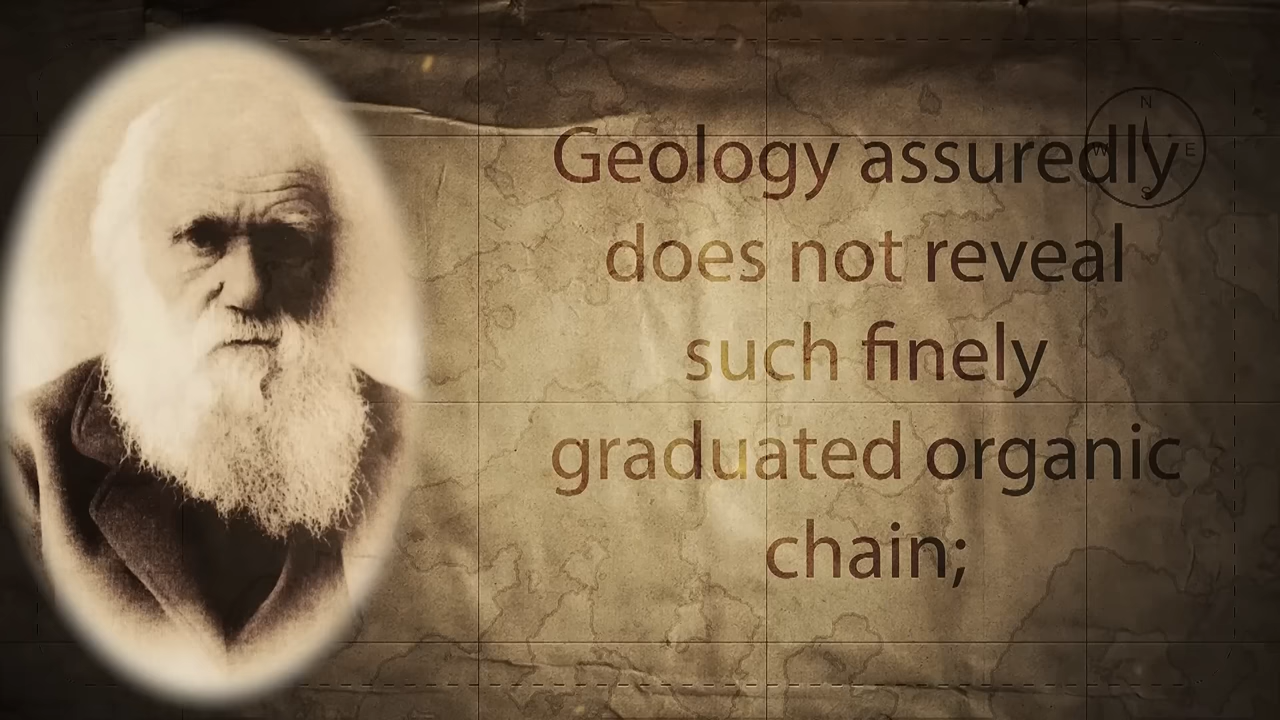 Geology assuredly
does not reveal
such finely
graduated organic
chain;
N
W
E
S